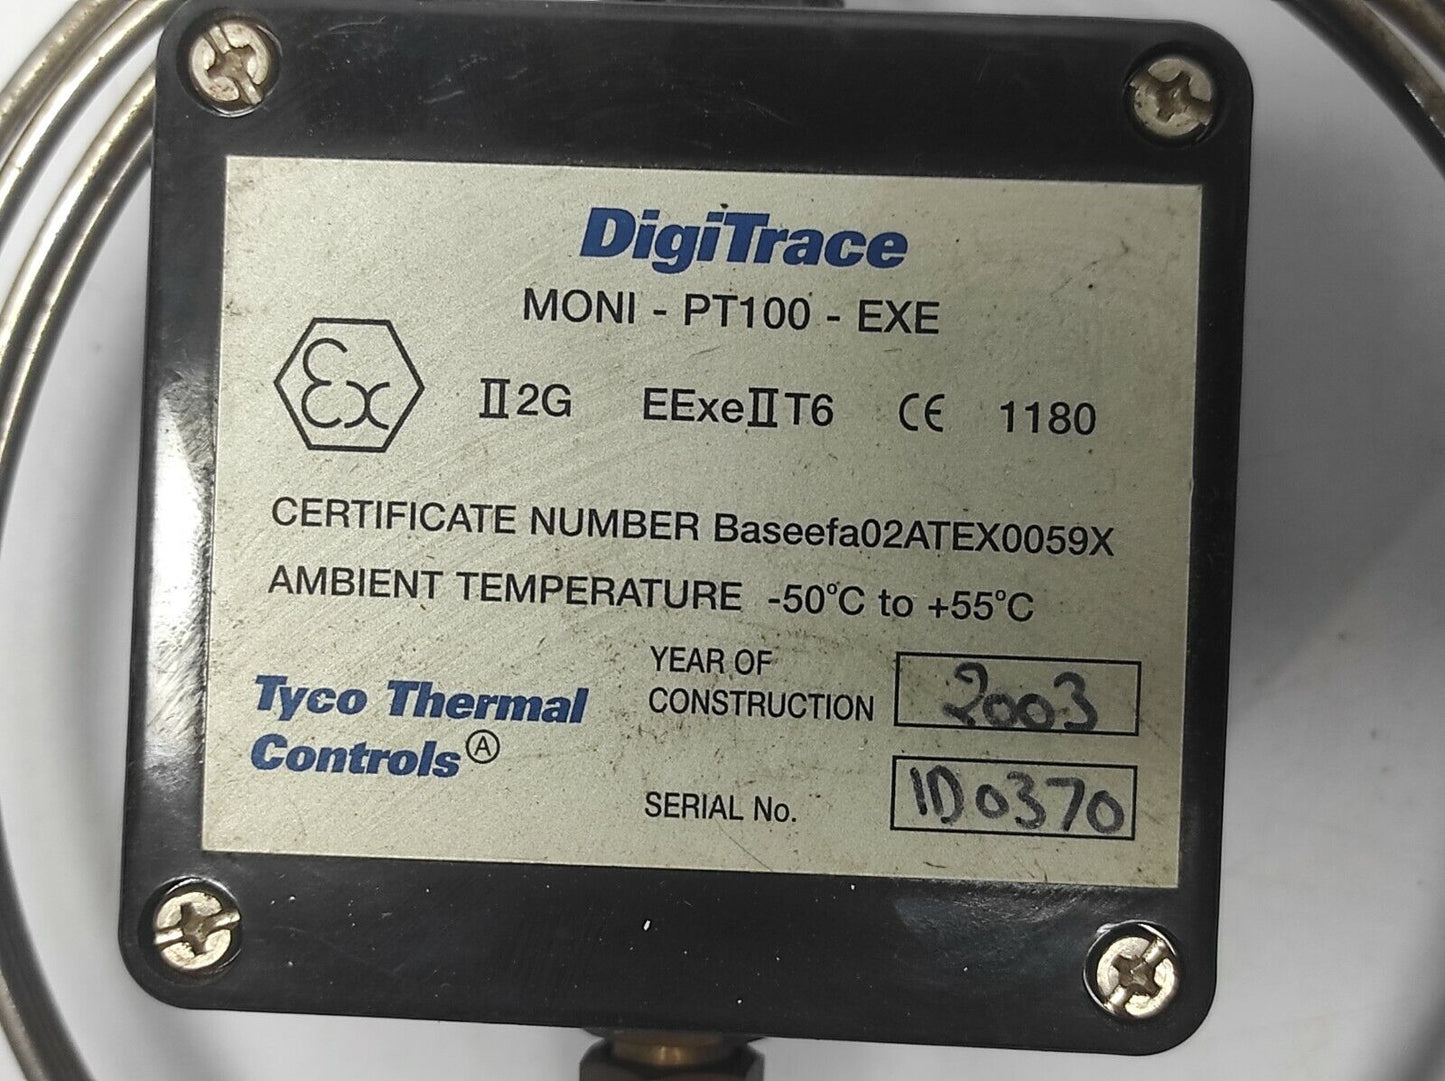 DigiTrace
MONI - PT100 - EXE
Ex II 2G EExe II T6 CE 1180
CERTIFICATE NUMBER Baseefa02ATEX0059X
AMBIENT TEMPERATURE -50°C to +55°C
YEAR OF
CONSTRUCTION 2003
Tyco Thermal
Controls Ⓐ
SERIAL No. 1D0370